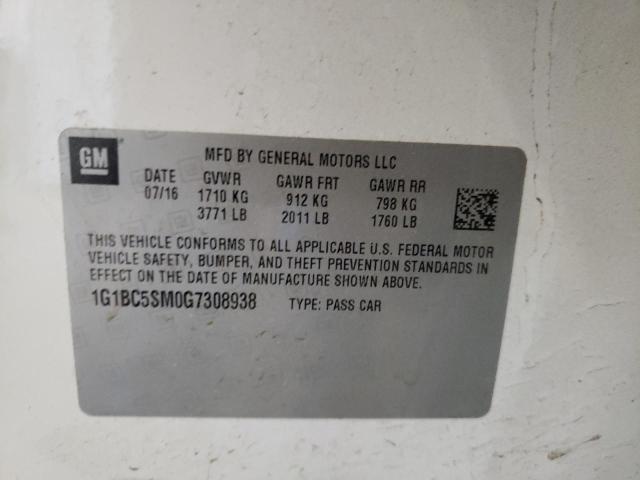 GM
MFD BY GENERAL MOTORS LLC
DATE GVWR GAWR FRT GAWR RR
07/16 1710 KG 912 KG 798 KG
3771 LB 2011 LB 1760 LB
THIS VEHICLE CONFORMS TO ALL APPLICABLE U.S. FEDERAL MOTOR
VEHICLE SAFETY, BUMPER, AND THEFT PREVENTION STANDARDS IN
EFFECT ON THE DATE OF MANUFACTURE SHOWN ABOVE.
1G1BC5SM0G7308938 TYPE: PASS CAR